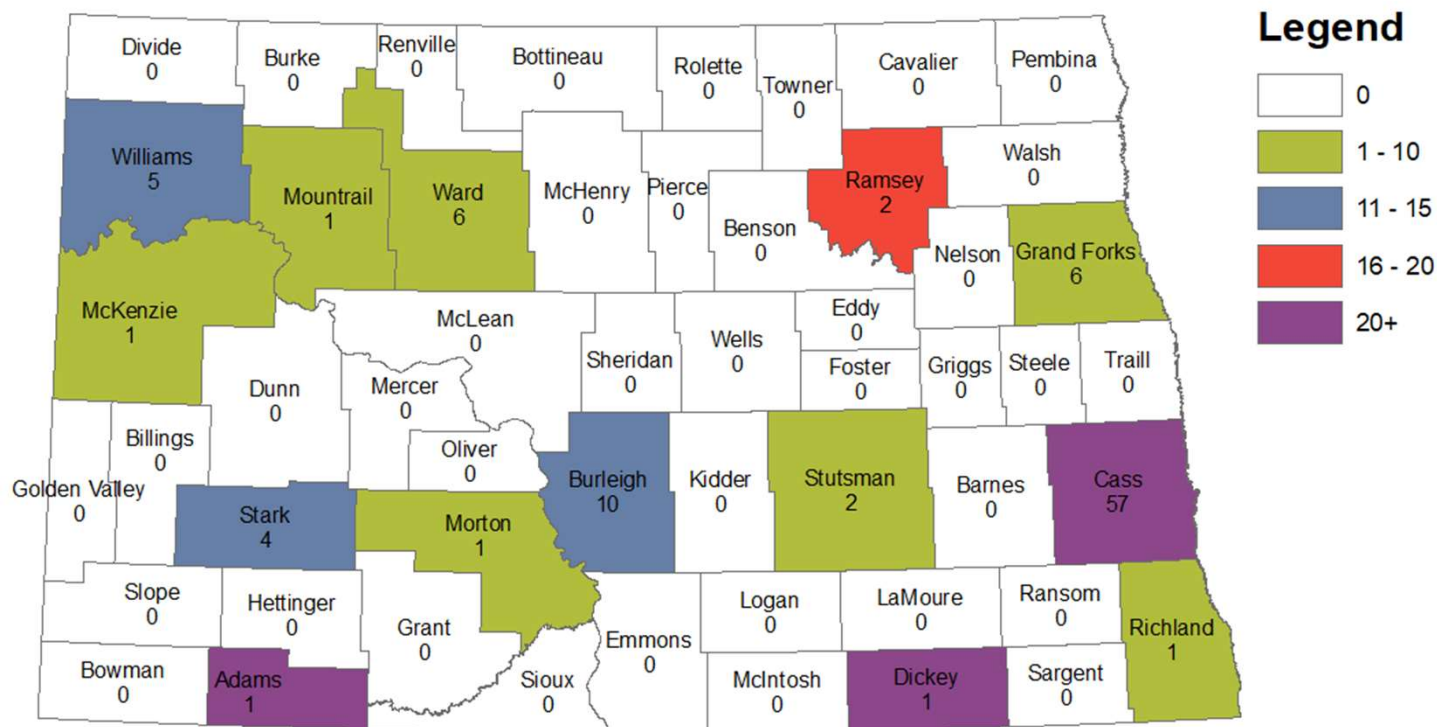 Legend
0
1 - 10
11 - 15
16 - 20
20+
Divide
0
Burke
0
Renville
0
Bottineau
0
Rolette
0
Towner
0
Cavalier
0
Pembina
0
Williams
5
Mountrail
1
Ward
6
McHenry
0
Pierce
0
Benson
0
Ramsey
2
Walsh
0
Nelson
0
Grand Forks
6
McKenzie
1
McLean
0
Sheridan
0
Wells
0
Eddy
0
Foster
0
Griggs
0
Steele
0
Traill
0
Dunn
0
Mercer
0
Oliver
0
Billings
0
Golden Valley
0
Stark
4
Morton
1
Burleigh
10
Kidder
0
Stutsman
2
Barnes
0
Cass
57
Slope
0
Hettinger
0
Grant
0
Emmons
0
Logan
0
LaMoure
0
Ransom
0
Richland
1
Bowman
0
Adams
1
Sioux
0
McIntosh
0
Dickey
1
Sargent
0